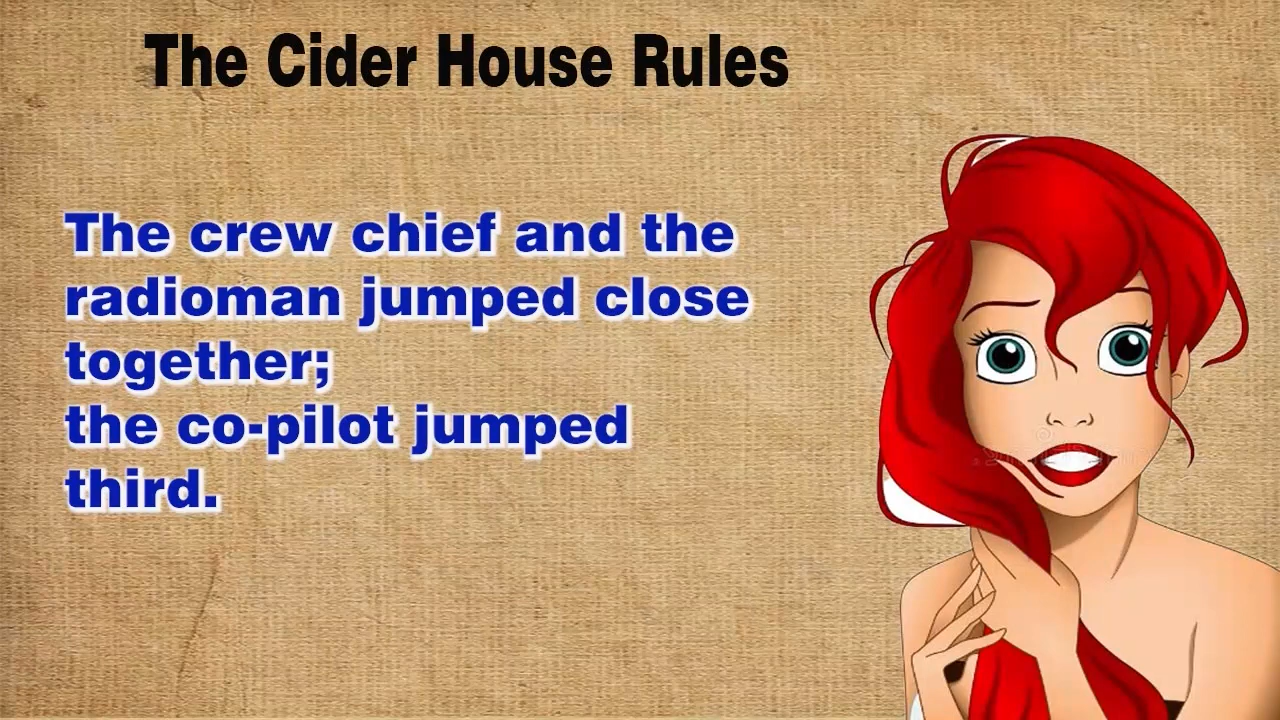 The Cider House Rules
The crew chief and the
radioman jumped close
together;
the co-pilot jumped
third.